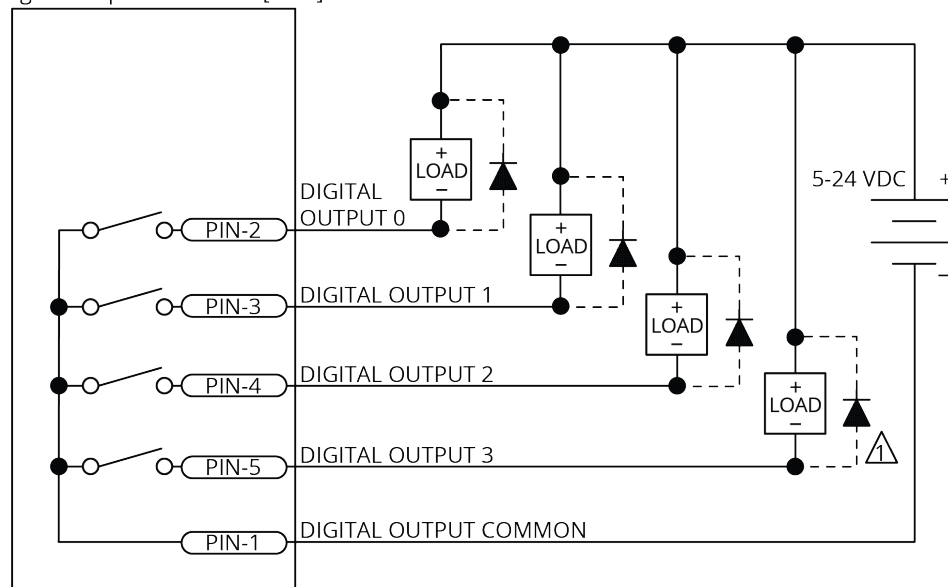 +
LOAD
−
DIGITAL
OUTPUT 0
PIN-2
+
LOAD
−
5-24 VDC
+
−
DIGITAL OUTPUT 1
PIN-3
+
LOAD
−
DIGITAL OUTPUT 2
PIN-4
+
LOAD
−
1
DIGITAL OUTPUT 3
PIN-5
DIGITAL OUTPUT COMMON
PIN-1